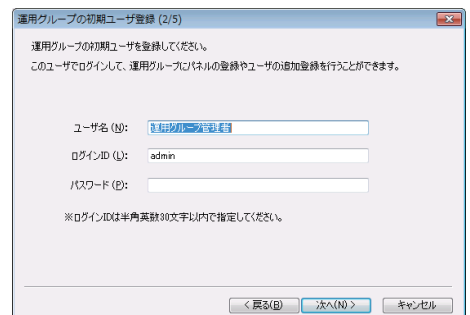 運用グループの初期ユーザ登録 (2/5)
運用グループの初期ユーザを登録してください。
このユーザでログインして、運用グループにパネルの登録やユーザの追加登録を行うことができます。
ユーザ名 (N): 運用グループ管理者
ログインID (L): admin
パスワード (P):
※ログインIDは半角英数30文字以内で指定してください。
< 戻る(B) 次へ(N) > キャンセル